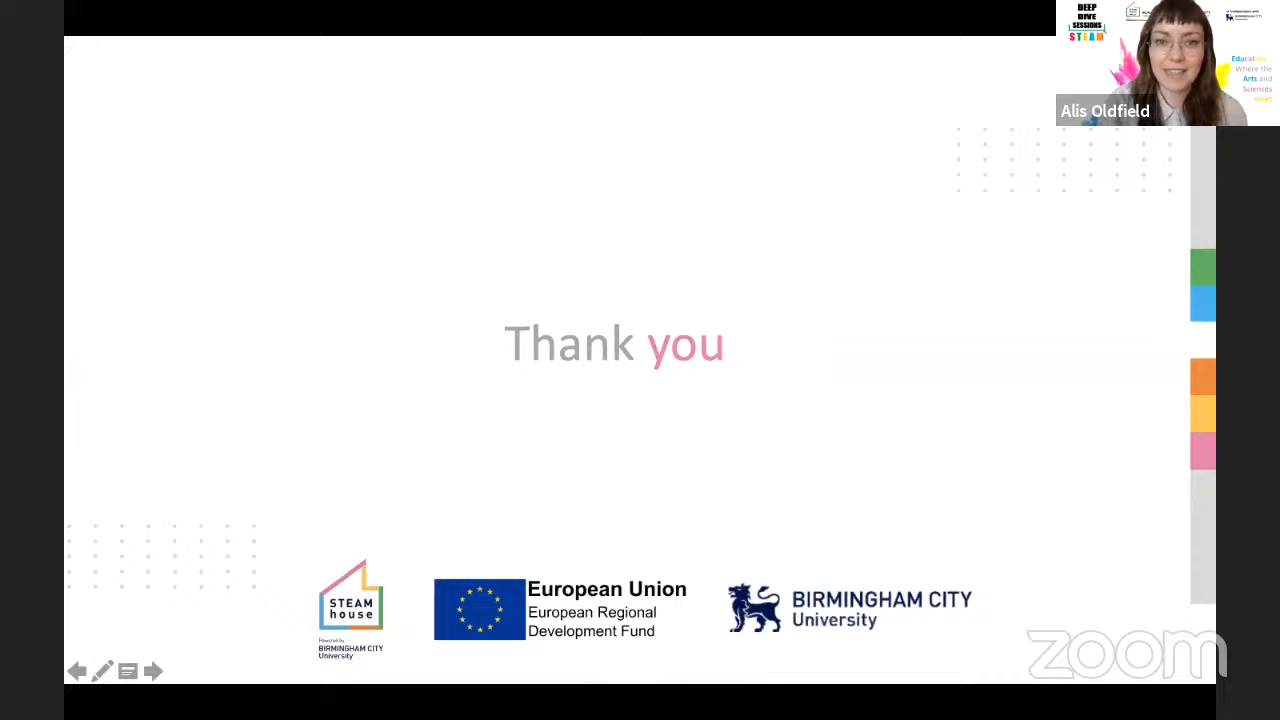 DEEP
DIVE
SESSIONS
STEAM
Education
Where the
Arts and
Sciences
meet
Alis Oldfield
Thank you
STEAM
house
Powered by
BIRMINGHAM CITY
University
European Union
European Regional
Development Fund
BIRMINGHAM CITY
University
zoom